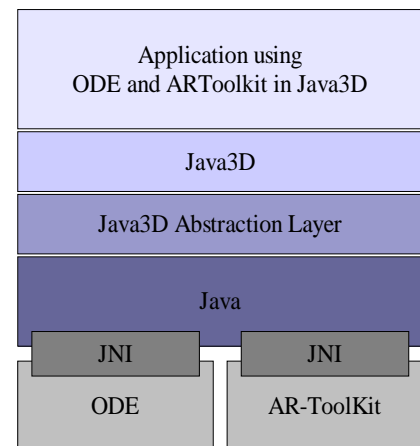 Application using
ODE and ARToolkit in Java3D
Java3D
Java3D Abstraction Layer
Java
JNI JNI
ODE AR-ToolKit